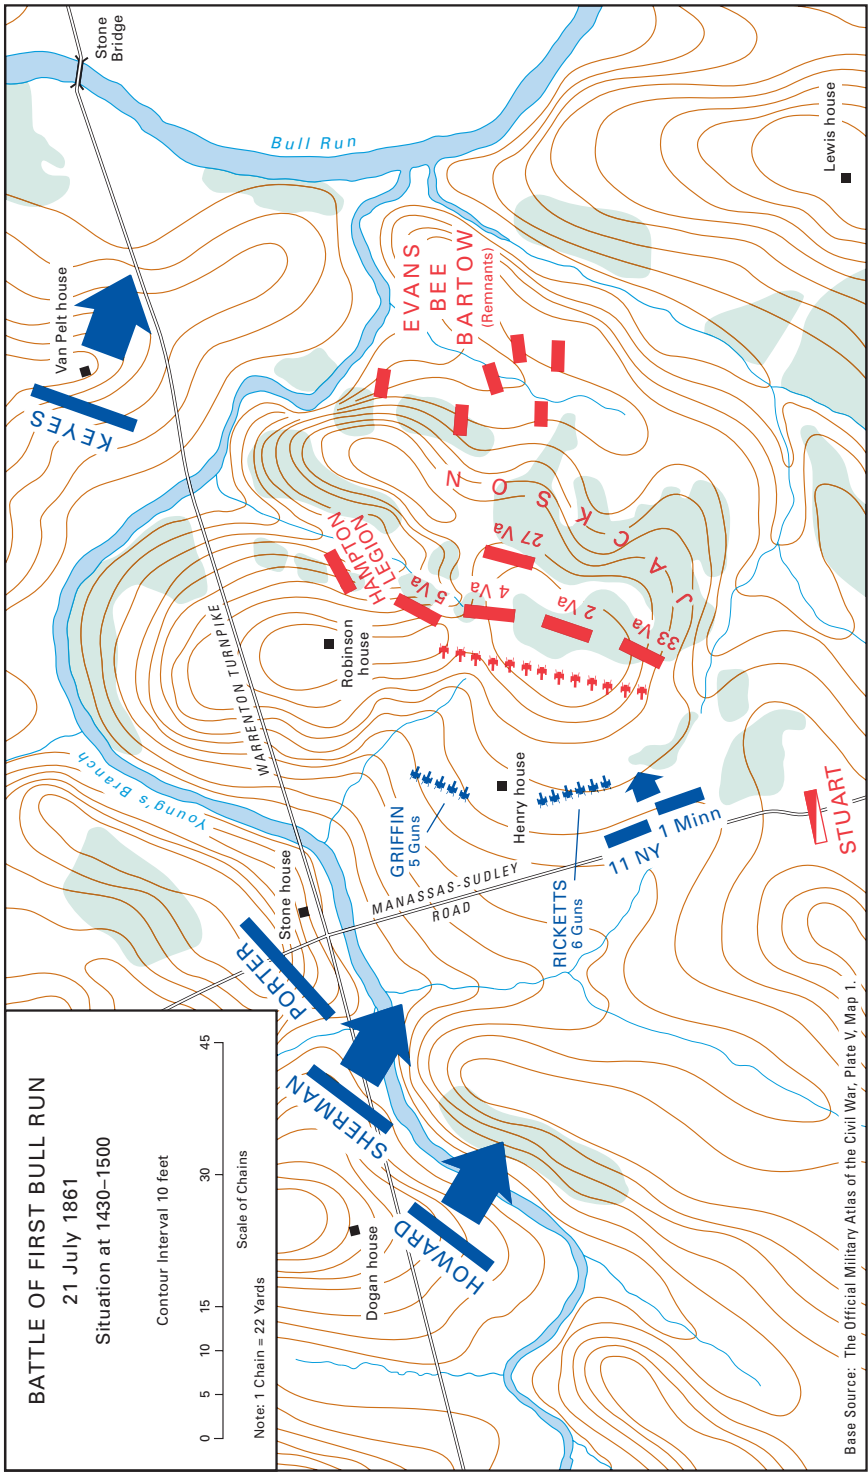 BATTLE OF FIRST BULL RUN
21 July 1861
Situation at 1430–1500
Contour Interval 10 feet
0 5 10 15 30 45
Scale of Chains
Note: 1 Chain = 22 Yards
Stone
Bridge
Bull Run
Van Pelt house
KEYES
Lewis house
EVANS
BEE
BARTOW
(Remnants)
HAMPTON
LEGION
JACKSON
5 Va
4 Va
27 Va
2 Va
33 Va
Robinson
house
WARRENTON TURNPIKE
Young's Branch
GRIFFIN
5 Guns
Henry house
RICKETTS
6 Guns
11 NY
1 Minn
STUART
MANASSAS-SUDLEY
ROAD
Stone house
PORTER
SHERMAN
HOWARD
Dogan house
Base Source: The Official Military Atlas of the Civil War, Plate V, Map 1.